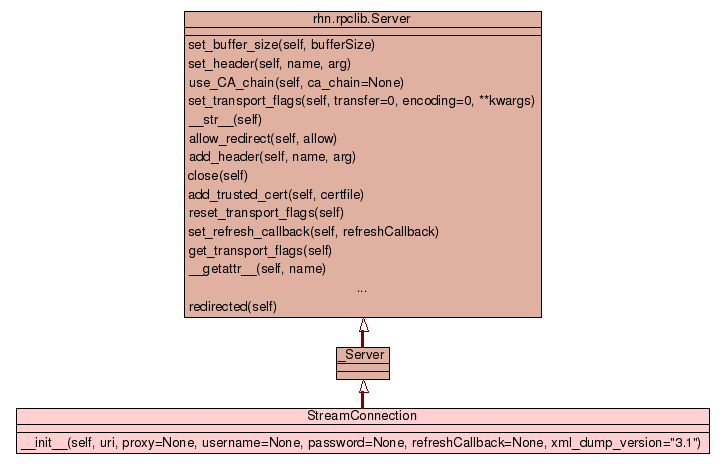 rhn.rpclib.Server
set_buffer_size(self, bufferSize)
set_header(self, name, arg)
use_CA_chain(self, ca_chain=None)
set_transport_flags(self, transfer=0, encoding=0, **kwargs)
__str__(self)
allow_redirect(self, allow)
add_header(self, name, arg)
close(self)
add_trusted_cert(self, certfile)
reset_transport_flags(self)
set_refresh_callback(self, refreshCallback)
get_transport_flags(self)
__getattr__(self, name)
...
redirected(self)
_Server
StreamConnection
__init__(self, uri, proxy=None, username=None, password=None, refreshCallback=None, xml_dump_version="3.1")